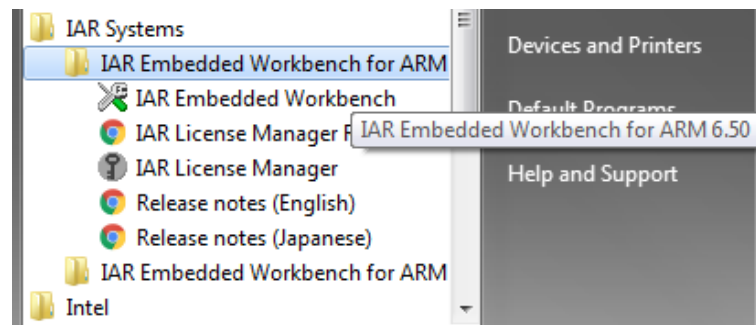 IAR Systems
IAR Embedded Workbench for ARM
IAR Embedded Workbench
IAR License Manager
IAR License Manager
Release notes (English)
Release notes (Japanese)
IAR Embedded Workbench for ARM
Intel
Devices and Printers
Default Programs
IAR Embedded Workbench for ARM 6.50
Help and Support